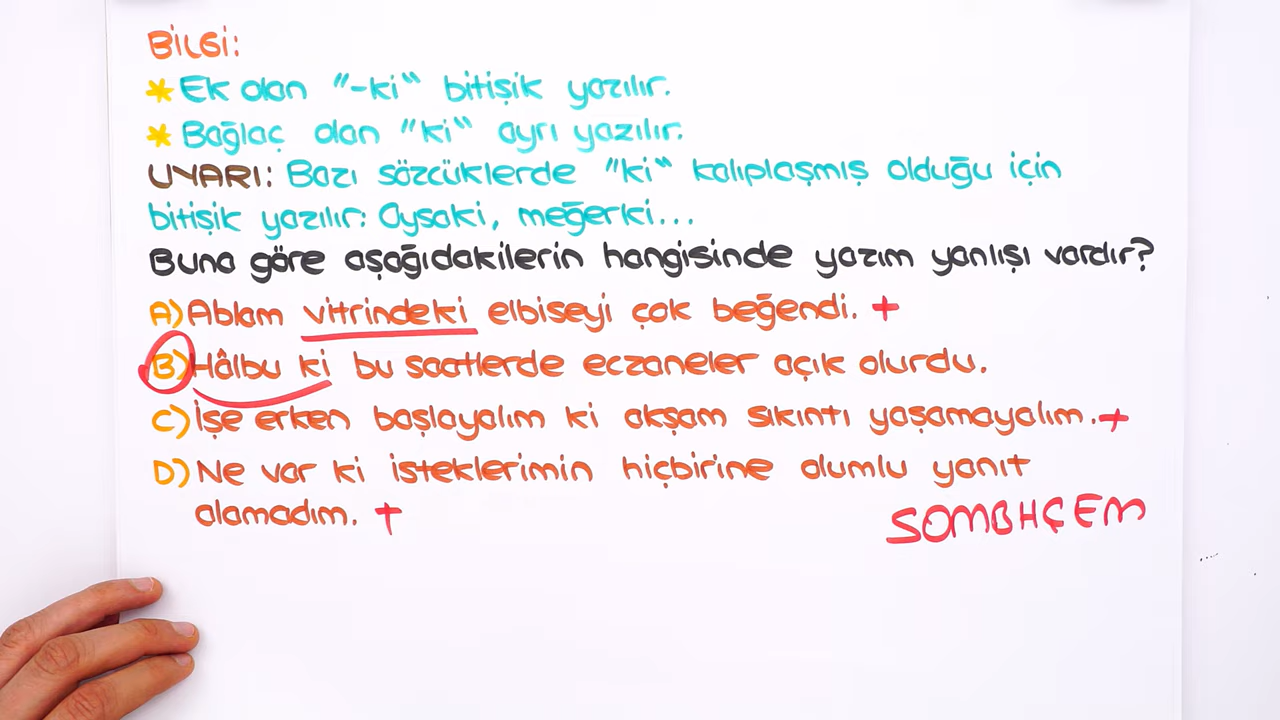 BİLGİ:
* Ek olan "-ki" bitişik yazılır.
* Bağlaç olan "ki" ayrı yazılır.
UYARI: Bazı sözcüklerde "ki" kalıplaşmış olduğu için
bitişik yazılır: Oysaki, meğerki...
Buna göre aşağıdakilerin hangisinde yazım yanlışı vardır?
A) Ablam vitrindeki elbiseyi çok beğendi. +
B) Hâlbu ki bu saatlerde eczaneler açık olurdu.
C) İşe erken başlayalım ki akşam sıkıntı yaşamayalım. +
D) Ne var ki isteklerimin hiçbirine olumlu yanıt
alamadım. +
SOMBHÇEM